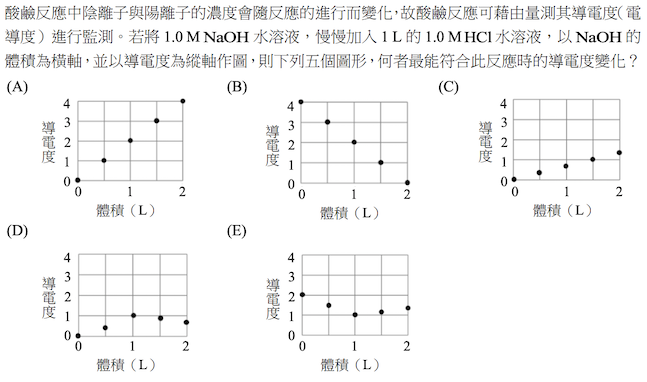 酸鹼反應中陰離子與陽離子的濃度會隨反應的進行而變化，故酸鹼反應可藉由量測其導電度（電
導度）進行監測。若將 1.0 M NaOH 水溶液，慢慢加入 1 L 的 1.0 M HCl 水溶液，以 NaOH 的
體積為橫軸，並以導電度為縱軸作圖，則下列五個圖形，何者最能符合此反應時的導電度變化？
(A)
4
3
2
1
0
導電度
0 1 2
體積（L）
(B)
4
3
2
1
0
導電度
0 1 2
體積（L）
(C)
4
3
2
1
0
導電度
0 1 2
體積（L）
(D)
4
3
2
1
0
導電度
0 1 2
體積（L）
(E)
4
3
2
1
0
導電度
0 1 2
體積（L）